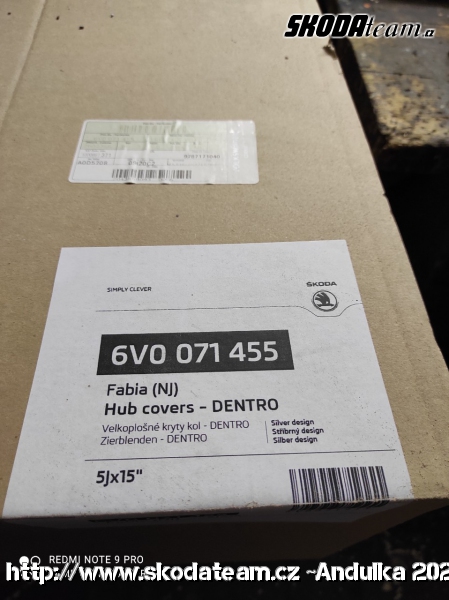 SKODAteam.cz
SIMPLY CLEVER
ŠKODA
6V0 071 455
Fabia (NJ)
Hub covers - DENTRO
Velkoplošné kryty kol - DENTRO
Zierblenden - DENTRO
Silver design
Stříbrný design
Silber design
5Jx15"
REDMI NOTE 9 PRO
http://www.skodateam.cz ~Andulka 202